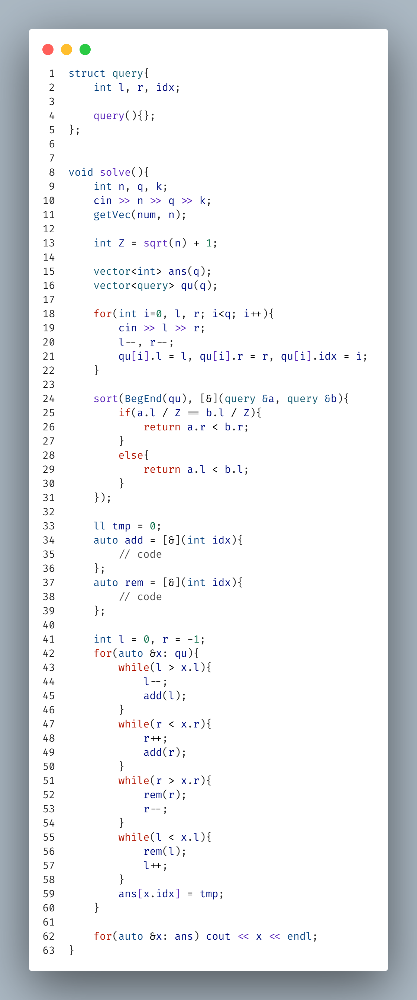 1 struct query{
2     int l, r, idx;
3
4     query(){};
5 };
6
7
8 void solve(){
9     int n, q, k;
10     cin >> n >> q >> k;
11     getVec(num, n);
12
13     int Z = sqrt(n) + 1;
14
15     vector<int> ans(q);
16     vector<query> qu(q);
17
18     for(int i=0, l, r; i<q; i++){
19         cin >> l >> r;
20         l--, r--;
21         qu[i].l = l, qu[i].r = r, qu[i].idx = i;
22     }
23
24     sort(BegEnd(qu), [&](query &a, query &b){
25         if(a.l / Z == b.l / Z){
26             return a.r < b.r;
27         }
28         else{
29             return a.l < b.l;
30         }
31     });
32
33     ll tmp = 0;
34     auto add = [&](int idx){
35         // code
36     };
37     auto rem = [&](int idx){
38         // code
39     };
40
41     int l = 0, r = -1;
42     for(auto &x: qu){
43         while(l > x.l){
44             l--;
45             add(l);
46         }
47         while(r < x.r){
48             r++;
49             add(r);
50         }
51         while(r > x.r){
52             rem(r);
53             r--;
54         }
55         while(l < x.l){
56             rem(l);
57             l++;
58         }
59         ans[x.idx] = tmp;
60     }
61
62     for(auto &x: ans) cout << x << endl;
63 }